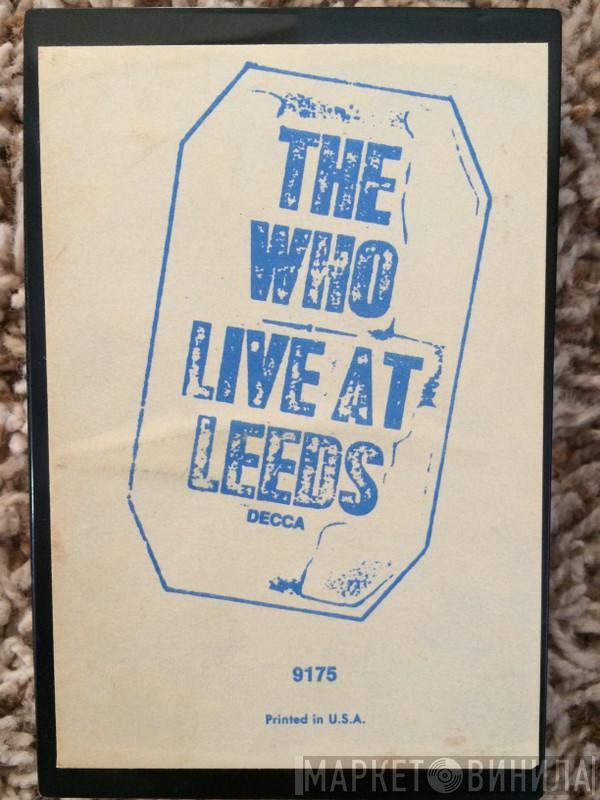 THE
WHO
LIVE AT
LEEDS
DECCA
9175
Printed in U.S.A.
МАРКЕТ ВИНИЛА